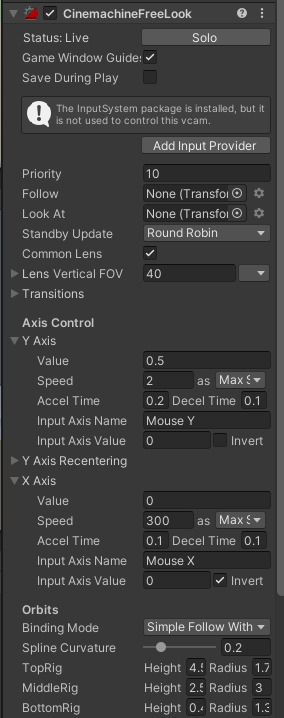 CinemachineFreeLook
Status: Live Solo
Game Window Guides
Save During Play
The InputSystem package is installed, but it
is not used to control this vcam.
Add Input Provider
Priority 10
Follow None (Transfor
Look At None (Transfor
Standby Update Round Robin
Common Lens
Lens Vertical FOV 40
Transitions
Axis Control
Y Axis
Value 0.5
Speed 2 as Max S
Accel Time 0.2 Decel Time 0.1
Input Axis Name Mouse Y
Input Axis Value 0 Invert
Y Axis Recentering
X Axis
Value 0
Speed 300 as Max S
Accel Time 0.1 Decel Time 0.1
Input Axis Name Mouse X
Input Axis Value 0 Invert
Orbits
Binding Mode Simple Follow With
Spline Curvature 0.2
TopRig Height 4.5 Radius 1.7
MiddleRig Height 2.5 Radius 3
BottomRig Height 0.4 Radius 1.3